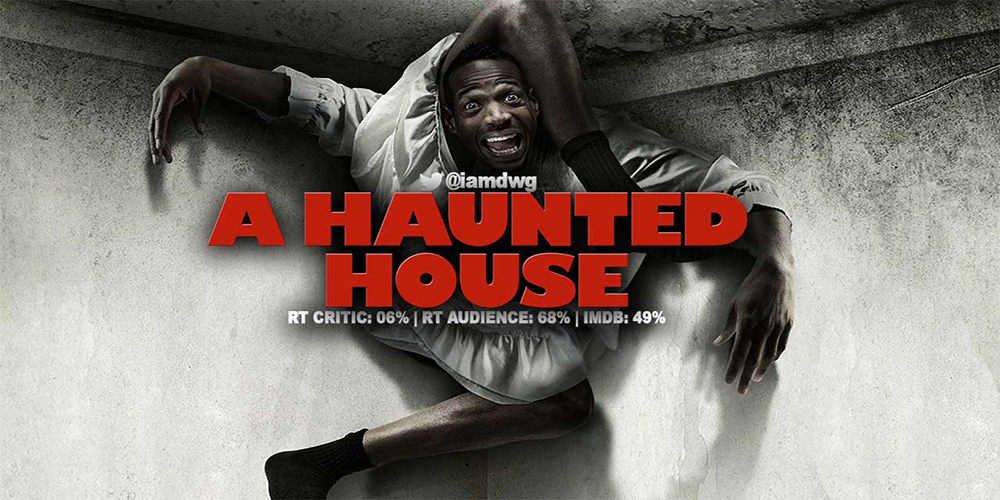 @iamdwg
A HAUNTED
HOUSE
RT CRITIC: 06% | RT AUDIENCE: 68% | IMDB: 49%